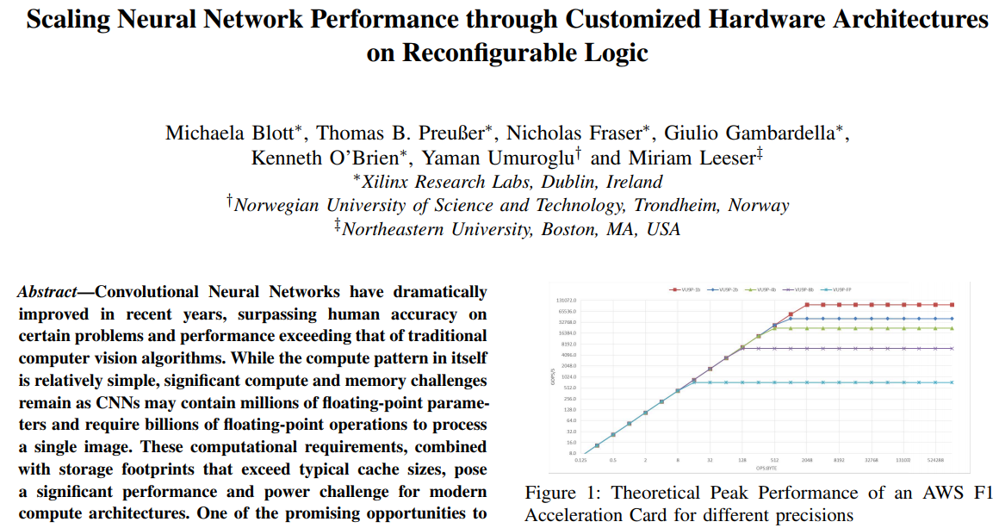 Scaling Neural Network Performance through Customized Hardware Architectures
on Reconfigurable Logic
Michaela Blott∗, Thomas B. Preußer∗, Nicholas Fraser∗, Giulio Gambardella∗,
Kenneth O’Brien∗, Yaman Umuroglu† and Miriam Leeser‡
∗Xilinx Research Labs, Dublin, Ireland
†Norwegian University of Science and Technology, Trondheim, Norway
‡Northeastern University, Boston, MA, USA
Abstract—Convolutional Neural Networks have dramatically
improved in recent years, surpassing human accuracy on
certain problems and performance exceeding that of traditional
computer vision algorithms. While the compute pattern in itself
is relatively simple, significant compute and memory challenges
remain as CNNs may contain millions of floating-point parame-
ters and require billions of floating-point operations to process
a single image. These computational requirements, combined
with storage footprints that exceed typical cache sizes, pose
a significant performance and power challenge for modern
compute architectures. One of the promising opportunities to
VU9P-1b VU9P-2b VU9P-4b VU9P-8b VU9P-FP
131072.0
65536.0
32768.0
16384.0
8192.0
4096.0
2048.0
1024.0
512.0
256.0
128.0
64.0
32.0
16.0
8.0
GOPS/S
0.125 0.5 2 8 32 128 512 2048 8192 32768 131072 524288
OPS:BYTE
Figure 1: Theoretical Peak Performance of an AWS F1
Acceleration Card for different precisions